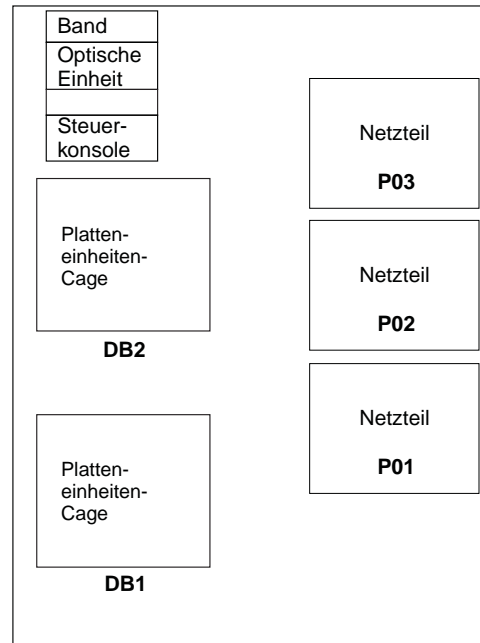 Band
Optische
Einheit
Steuer-
konsole
Platten-
einheiten-
Cage
DB2
Platten-
einheiten-
Cage
DB1
Netzteil
P03
Netzteil
P02
Netzteil
P01